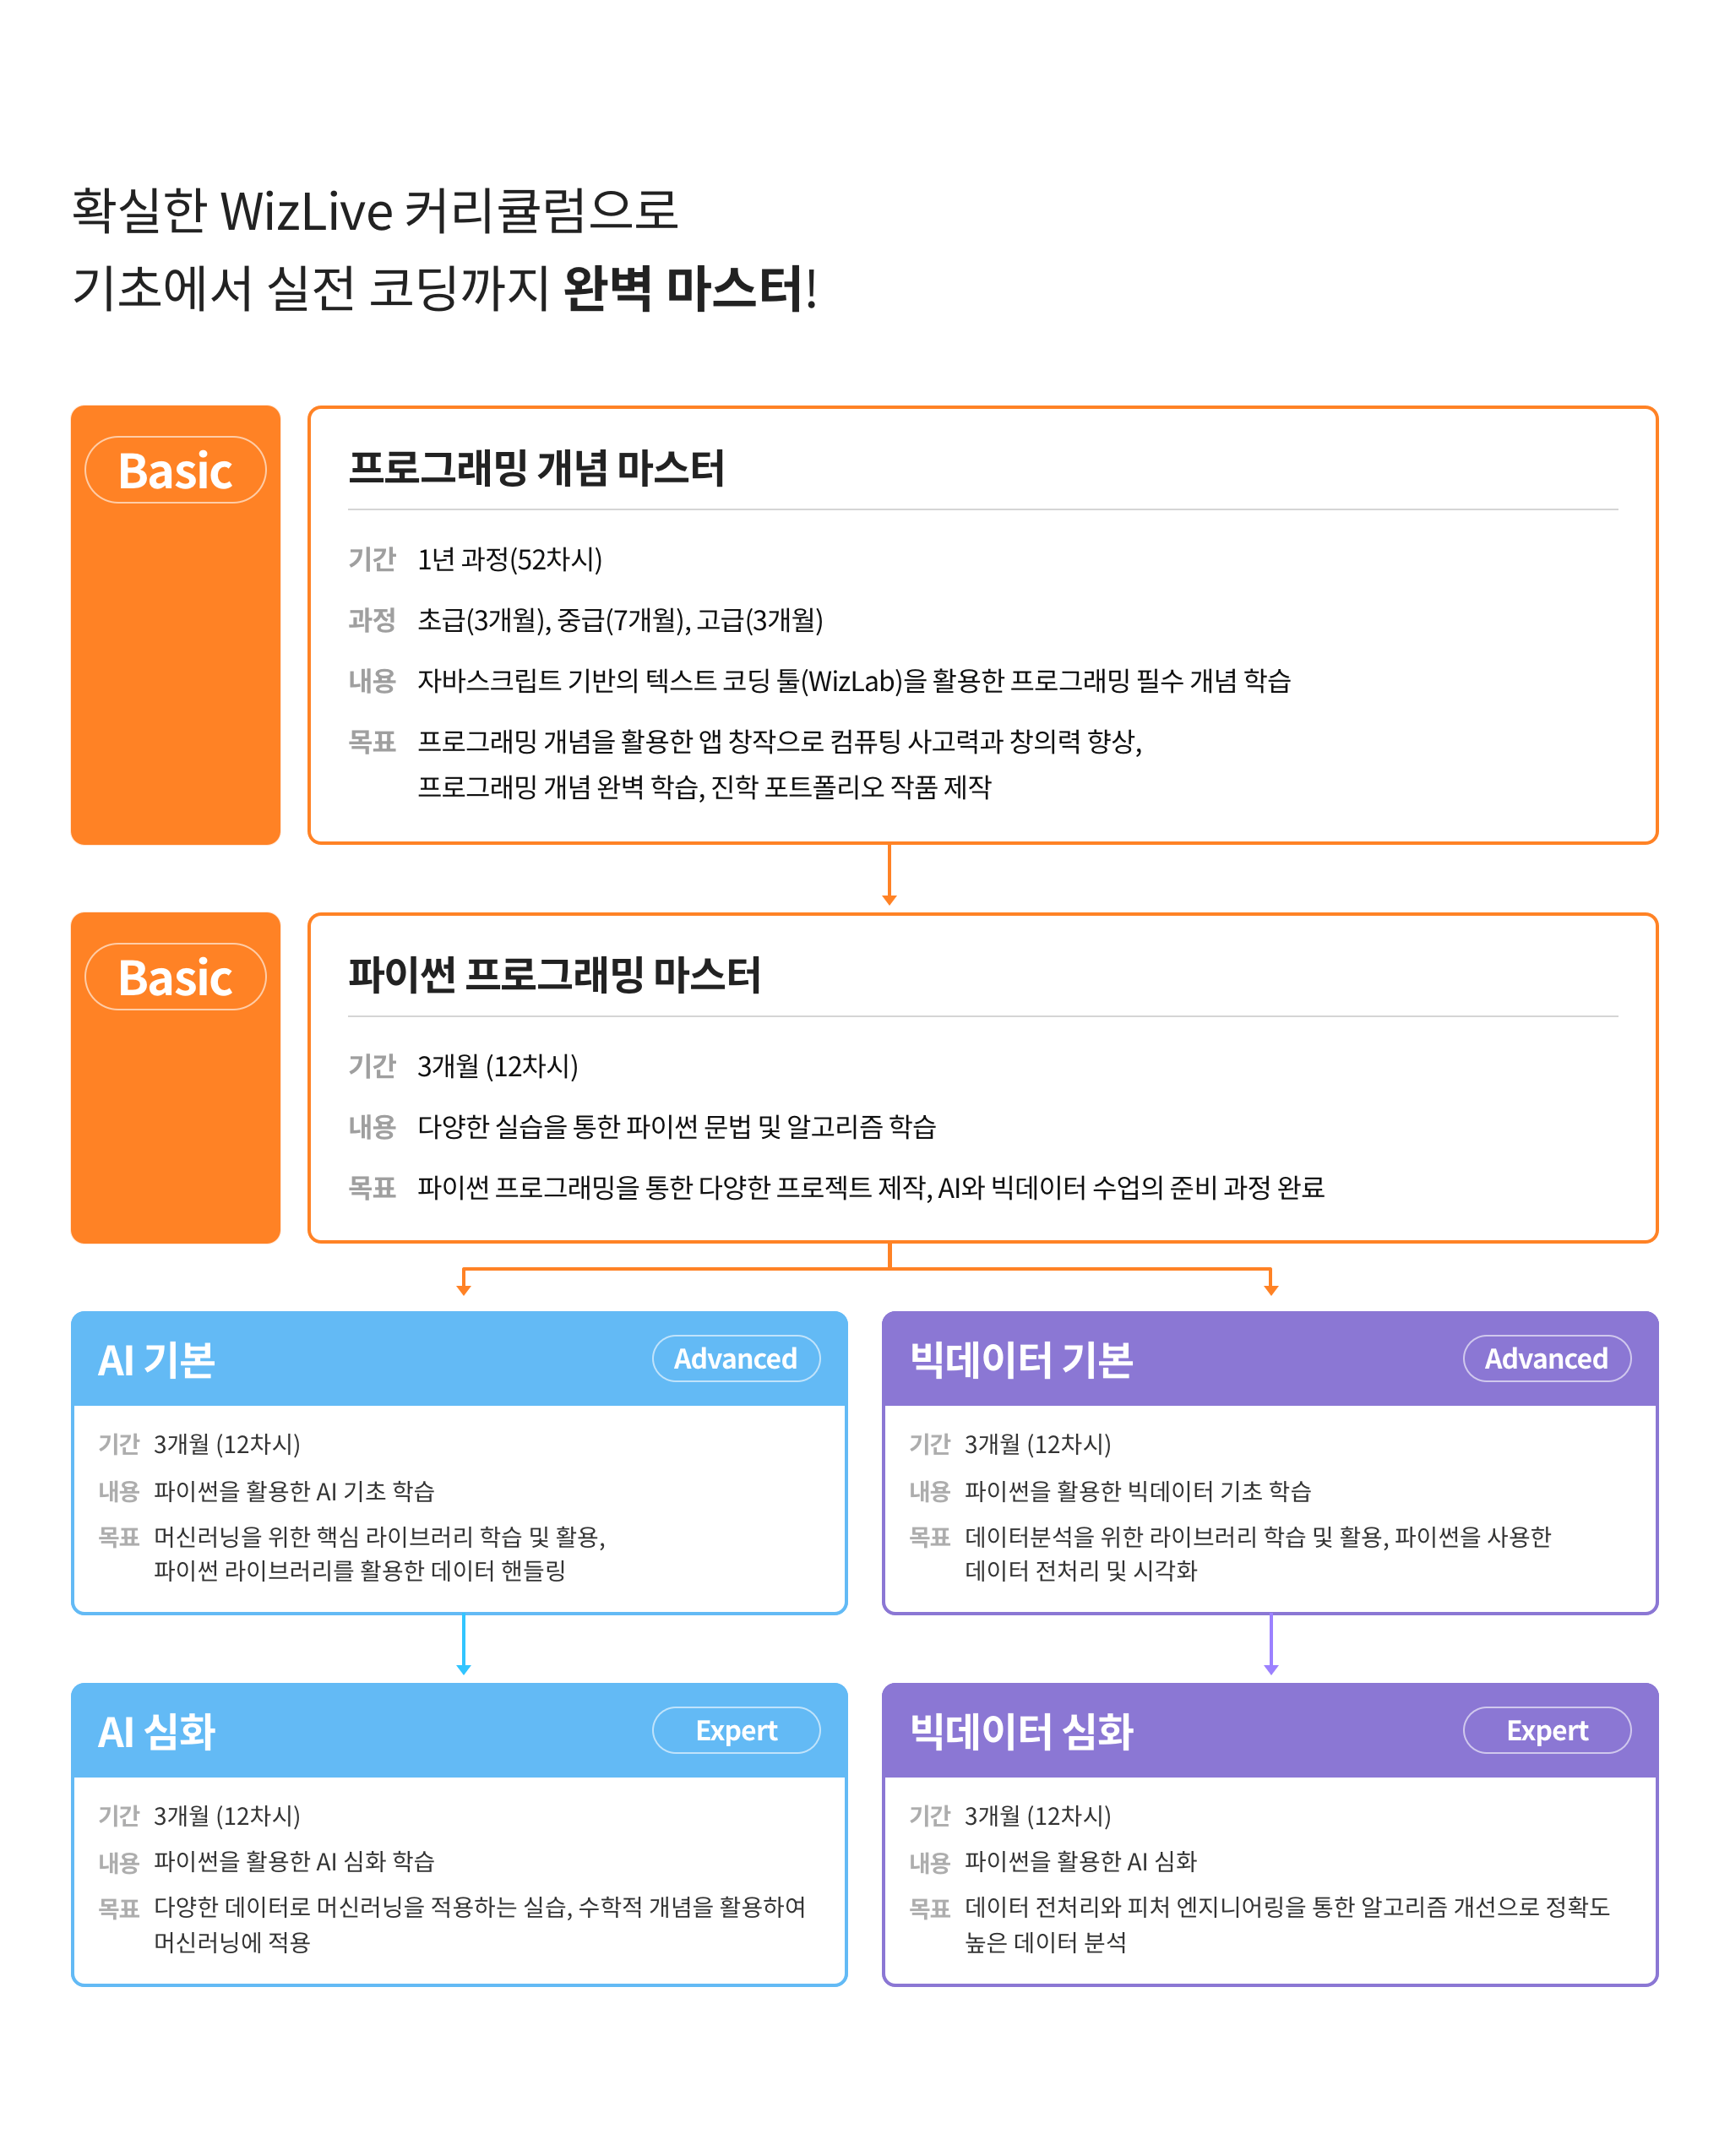 확실한 WizLive 커리큘럼으로
기초에서 실전 코딩까지 완벽 마스터!
Basic
프로그래밍 개념 마스터
기간 1년 과정(52차시)
과정 초급(3개월), 중급(7개월), 고급(3개월)
내용 자바스크립트 기반의 텍스트 코딩 툴(WizLab)을 활용한 프로그래밍 필수 개념 학습
목표 프로그래밍 개념을 활용한 앱 창작으로 컴퓨팅 사고력과 창의력 향상,
프로그래밍 개념 완벽 학습, 진학 포트폴리오 작품 제작
Basic
파이썬 프로그래밍 마스터
기간 3개월 (12차시)
내용 다양한 실습을 통한 파이썬 문법 및 알고리즘 학습
목표 파이썬 프로그래밍을 통한 다양한 프로젝트 제작, AI와 빅데이터 수업의 준비 과정 완료
AI 기본 Advanced
기간 3개월 (12차시)
내용 파이썬을 활용한 AI 기초 학습
목표 머신러닝을 위한 핵심 라이브러리 학습 및 활용,
파이썬 라이브러리를 활용한 데이터 핸들링
빅데이터 기본 Advanced
기간 3개월 (12차시)
내용 파이썬을 활용한 빅데이터 기초 학습
목표 데이터분석을 위한 라이브러리 학습 및 활용, 파이썬을 사용한
데이터 전처리 및 시각화
AI 심화 Expert
기간 3개월 (12차시)
내용 파이썬을 활용한 AI 심화 학습
목표 다양한 데이터로 머신러닝을 적용하는 실습, 수학적 개념을 활용하여
머신러닝에 적용
빅데이터 심화 Expert
기간 3개월 (12차시)
내용 파이썬을 활용한 AI 심화
목표 데이터 전처리와 피처 엔지니어링을 통한 알고리즘 개선으로 정확도
높은 데이터 분석